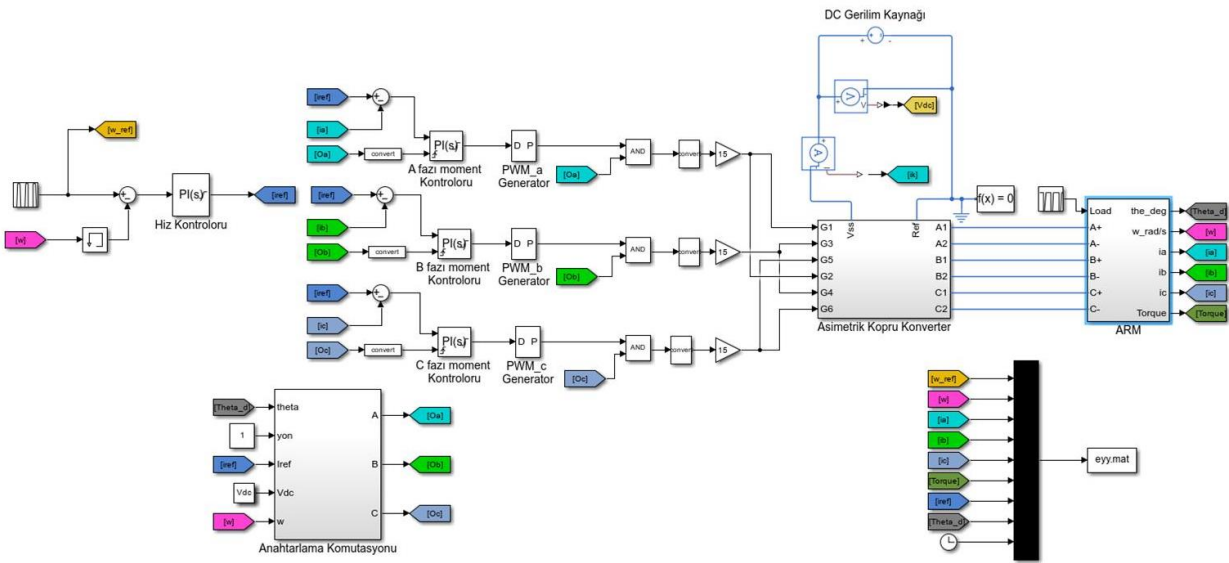 DC Gerilim Kaynağı
[Vdc]
[ik]
f(x) = 0
[w_ref]
PI(s)
Hiz Kontroloru
[iref]
[w]
[iref]
[ia]
[Oa]
convert
PI(s)
A fazı moment
Kontroloru
D P
PWM_a
Generator
[Oa]
AND
convert
15
[iref]
[ib]
[Ob]
convert
PI(s)
B fazı moment
Kontroloru
D P
PWM_b
Generator
[Ob]
AND
convert
15
[iref]
[ic]
[Oc]
convert
PI(s)
C fazı moment
Kontroloru
D P
PWM_c
Generator
[Oc]
AND
convert
15
Vss
Ref
G1
G3
G5
G2
G4
G6
A1
A2
B1
B2
C1
C2
Asimetrik Kopru Konverter
Load
A+
A-
B+
B-
C+
C-
the_deg
w_rad/s
ia
ib
ic
Torque
ARM
[Theta_d]
[w]
[ia]
[ib]
[ic]
[Torque]
[Theta_d]
1
[iref]
Vdc
[w]
theta
yon
Iref
Vdc
w
A
B
C
Anahtarlama Komutasyonu
[Oa]
[Ob]
[Oc]
[w_ref]
[w]
[ia]
[ib]
[ic]
[Torque]
[iref]
[Theta_d]
eyy.mat